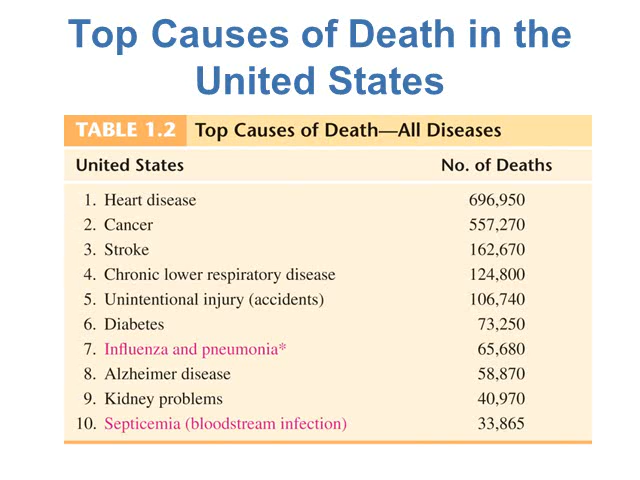 Top Causes of Death in the
United States
TABLE 1.2 Top Causes of Death—All Diseases
United States No. of Deaths
1. Heart disease 696,950
2. Cancer 557,270
3. Stroke 162,670
4. Chronic lower respiratory disease 124,800
5. Unintentional injury (accidents) 106,740
6. Diabetes 73,250
7. Influenza and pneumonia* 65,680
8. Alzheimer disease 58,870
9. Kidney problems 40,970
10. Septicemia (bloodstream infection) 33,865